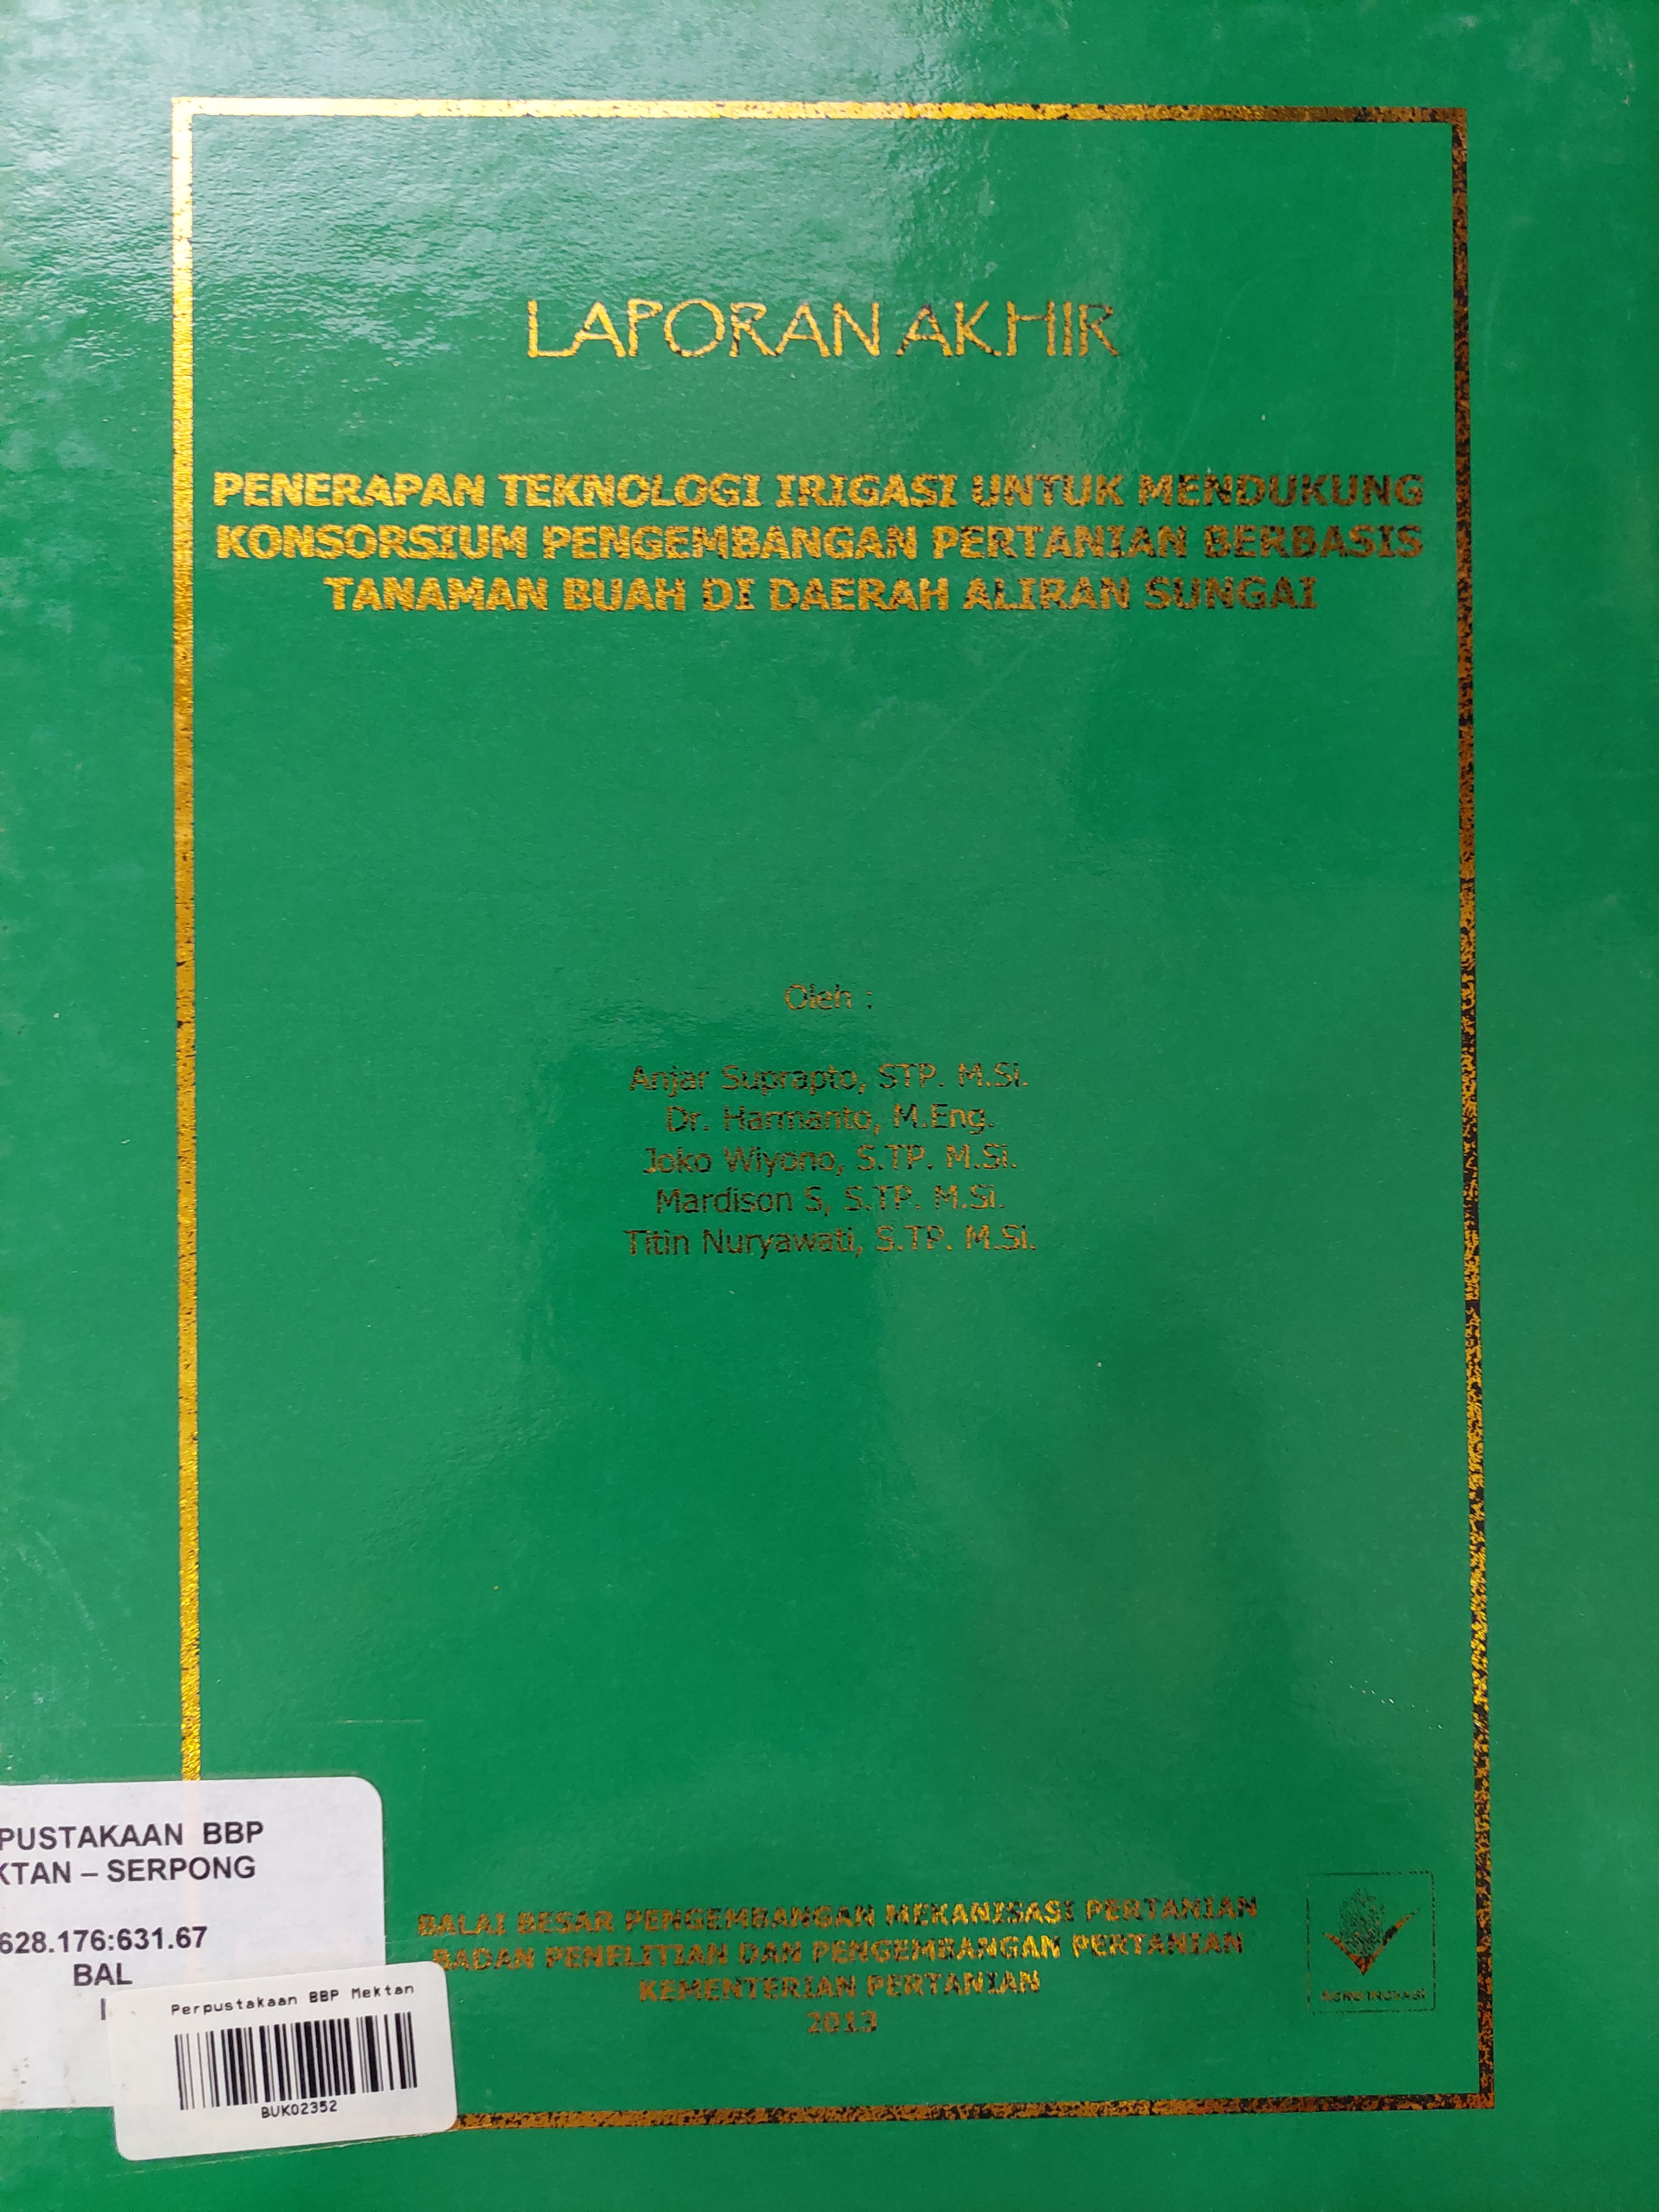 LAPORAN AKHIR
PENERAPAN TEKNOLOGI IRIGASI UNTUK MENDUKUNG
KONSORSIUM PENGEMBANGAN PERTANIAN BERBASIS
TANAMAN BUAH DI DAERAH ALIRAN SUNGAI
Oleh :
Anjar Suprapto, STP. M.Si.
Dr. Harmanto, M.Eng.
Joko Wiyono, S.TP. M.Si.
Mardison S, S.TP. M.Si.
Titin Nuryawati, S.TP. M.Si.
BALAI BESAR PENGEMBANGAN MEKANISASI PERTANIAN
BADAN PENELITIAN DAN PENGEMBANGAN PERTANIAN
KEMENTERIAN PERTANIAN
2013
PUSTAKAAN BBP
KTAN – SERPONG
628.176:631.67
BAL
Perpustakaan BBP Mektan
BUK02352